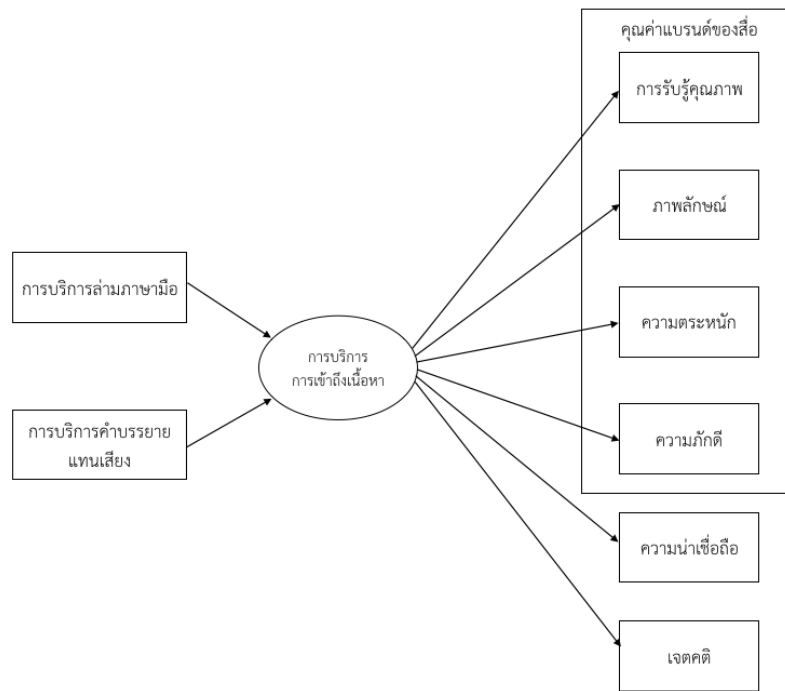 คุณค่าแบรนด์ของสื่อ
การรับรู้คุณภาพ
ภาพลักษณ์
การบริการล่ามภาษามือ
ความตระหนัก
การบริการ
การเข้าถึงเนื้อหา
การบริการคำบรรยาย
แทนเสียง
ความภักดี
ความน่าเชื่อถือ
เจตคติ